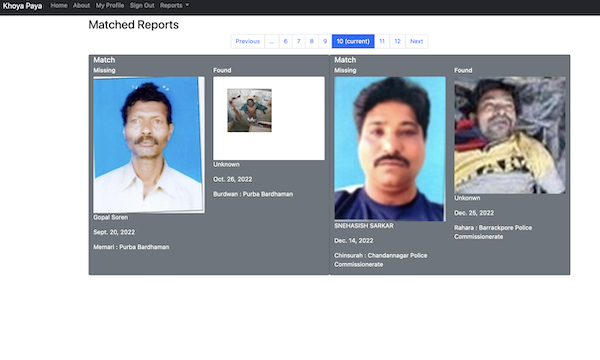 Khoya Paya Home About My Profile Sign Out Reports
Matched Reports
Previous ... 6 7 8 9 10 (current) 11 12 Next
Match
Missing
Found
Gopal Soren
Sept. 20, 2022
Memari : Purba Bardhaman
Unknown
Oct. 26, 2022
Burdwan : Purba Bardhaman
Match
Missing
Found
SNEHASISH SARKAR
Dec. 14, 2022
Chinsurah : Chandannagar Police
Commissionerate
Unkonwn
Dec. 25, 2022
Rahara : Barrackpore Police
Commissionerate